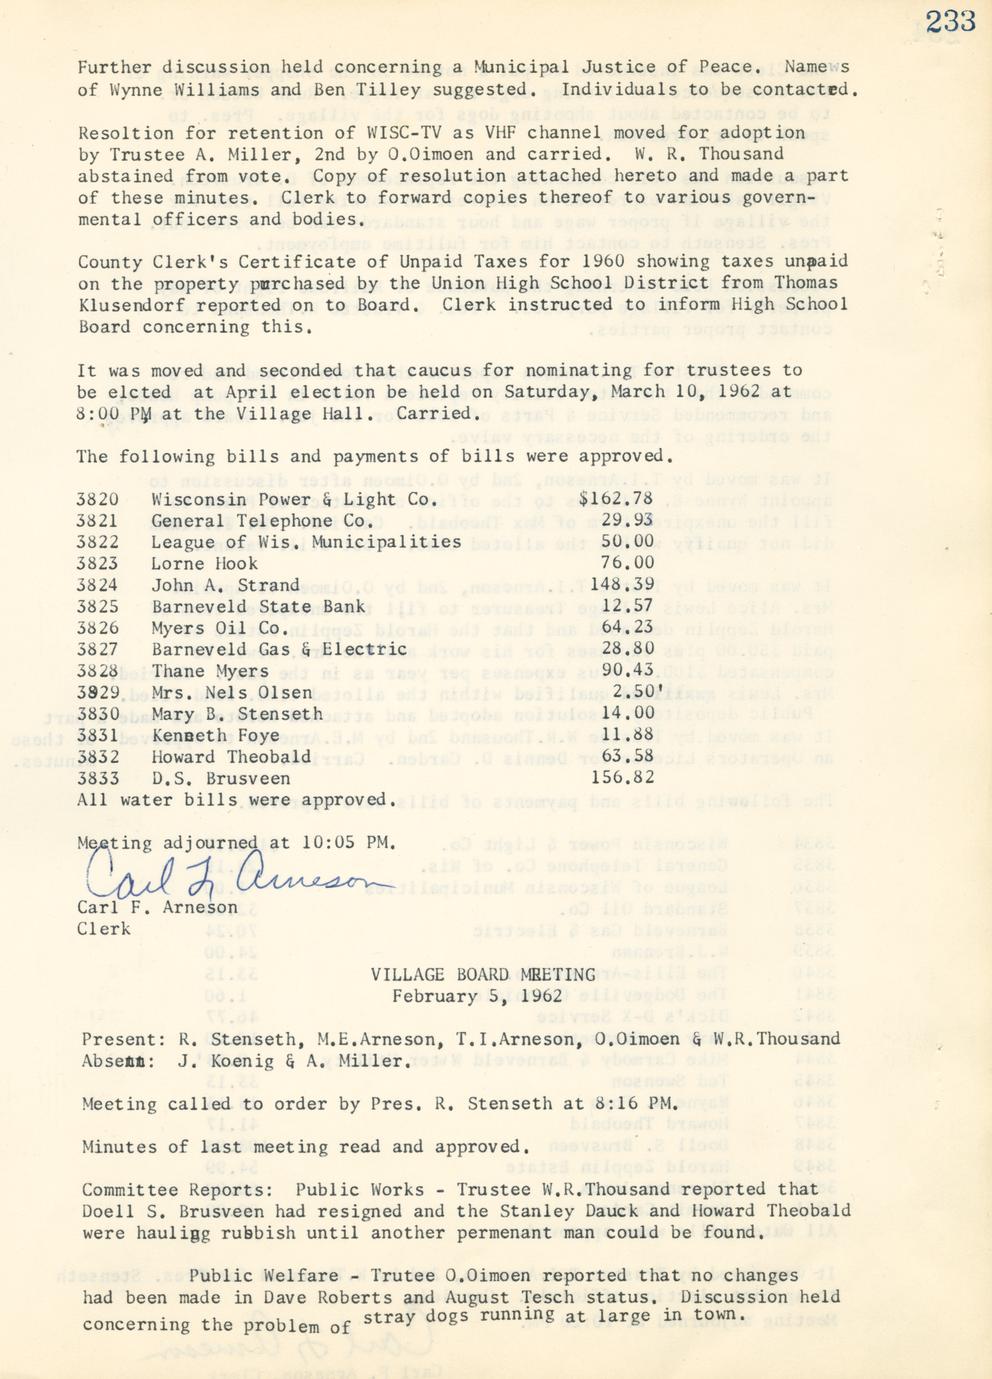 233
Further discussion held concerning a Municipal Justice of Peace. Names
of Wynne Williams and Ben Tilley suggested. Individuals to be contacted.
Resoltion for retention of WISC-TV as VHF channel moved for adoption
by Trustee A. Miller, 2nd by O.Oimoen and carried. W. R. Thousand
abstained from vote. Copy of resolution attached hereto and made a part
of these minutes. Clerk to forward copies thereof to various govern-
mental officers and bodies.
County Clerk's Certificate of Unpaid Taxes for 1960 showing taxes unpaid
on the property purchased by the Union High School District from Thomas
Klusendorf reported on to Board. Clerk instructed to inform High School
Board concerning this.
It was moved and seconded that caucus for nominating for trustees to
be elcted at April election be held on Saturday, March 10, 1962 at
8:00 PM at the Village Hall. Carried.
The following bills and payments of bills were approved.
3820 Wisconsin Power & Light Co. $162.78
3821 General Telephone Co. 29.93
3822 League of Wis. Municipalities 50.00
3823 Lorne Hook 76.00
3824 John A. Strand 148.39
3825 Barneveld State Bank 12.57
3826 Myers Oil Co. 64.23
3827 Barneveld Gas & Electric 28.80
3828 Thane Myers 90.43
3829 Mrs. Nels Olsen 2.50'
3830 Mary B. Stenseth 14.00
3831 Kenneth Foye 11.88
3832 Howard Theobald 63.58
3833 D.S. Brusveen 156.82
All water bills were approved.
Meeting adjourned at 10:05 PM.
Carl F. Arneson
Carl F. Arneson
Clerk
VILLAGE BOARD MEETING
February 5, 1962
Present: R. Stenseth, M.E.Arneson, T.I.Arneson, O.Oimoen & W.R.Thousand
Absent: J. Koenig & A. Miller.
Meeting called to order by Pres. R. Stenseth at 8:16 PM.
Minutes of last meeting read and approved.
Committee Reports: Public Works - Trustee W.R.Thousand reported that
Doell S. Brusveen had resigned and the Stanley Dauck and Howard Theobald
were hauling rubbish until another permenant man could be found.
Public Welfare - Trutee O.Oimoen reported that no changes
had been made in Dave Roberts and August Tesch status. Discussion held
concerning the problem of stray dogs running at large in town.